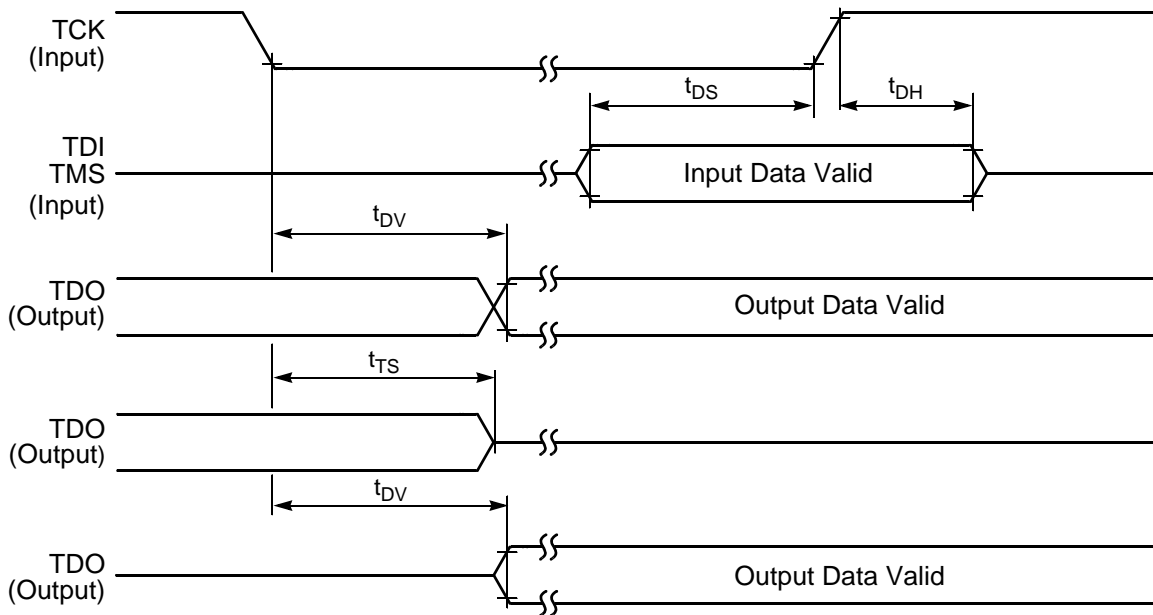 TCK
(Input)
tDS
tDH
TDI
TMS
(Input)
Input Data Valid
tDV
TDO
(Output)
Output Data Valid
tTS
TDO
(Output)
tDV
TDO
(Output)
Output Data Valid